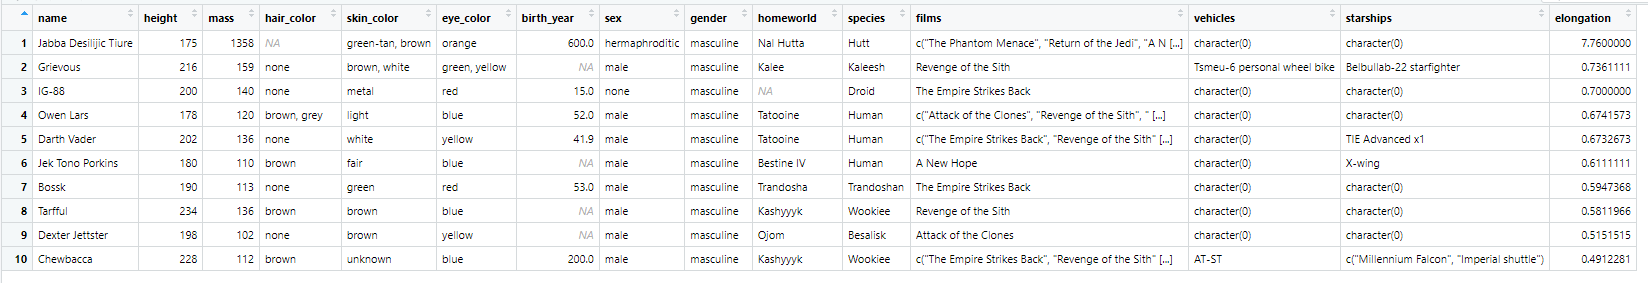 name height mass hair_color skin_color eye_color birth_year sex gender homeworld species films vehicles starships elongation
1 Jabba Desilijic Tiure 175 1358 NA green-tan, brown orange 600.0 hermaphroditic masculine Nal Hutta Hutt c("The Phantom Menace", "Return of the Jedi", "A N [...] character(0) character(0) 7.7600000
2 Grievous 216 159 none brown, white green, yellow NA male masculine Kalee Kaleesh Revenge of the Sith Tsmeu-6 personal wheel bike Belbullab-22 starfighter 0.7361111
3 IG-88 200 140 none metal red 15.0 none masculine NA Droid The Empire Strikes Back character(0) character(0) 0.7000000
4 Owen Lars 178 120 brown, grey light blue 52.0 male masculine Tatooine Human c("Attack of the Clones", "Revenge of the Sith", " [...] character(0) character(0) 0.6741573
5 Darth Vader 202 136 none white yellow 41.9 male masculine Tatooine Human c("The Empire Strikes Back", "Revenge of the Sith" [...] character(0) TIE Advanced x1 0.6732673
6 Jek Tono Porkins 180 110 brown fair blue NA male masculine Bestine IV Human A New Hope character(0) X-wing 0.6111111
7 Bossk 190 113 none green red 53.0 male masculine Trandosha Trandoshan The Empire Strikes Back character(0) character(0) 0.5947368
8 Tarfful 234 136 brown brown blue NA male masculine Kashyyyk Wookiee Revenge of the Sith character(0) character(0) 0.5811966
9 Dexter Jettster 198 102 none brown yellow NA male masculine Ojom Besalisk Attack of the Clones character(0) character(0) 0.5151515
10 Chewbacca 228 112 brown unknown blue 200.0 male masculine Kashyyyk Wookiee c("The Empire Strikes Back", "Revenge of the Sith" [...] AT-ST c("Millennium Falcon", "Imperial shuttle") 0.4912281